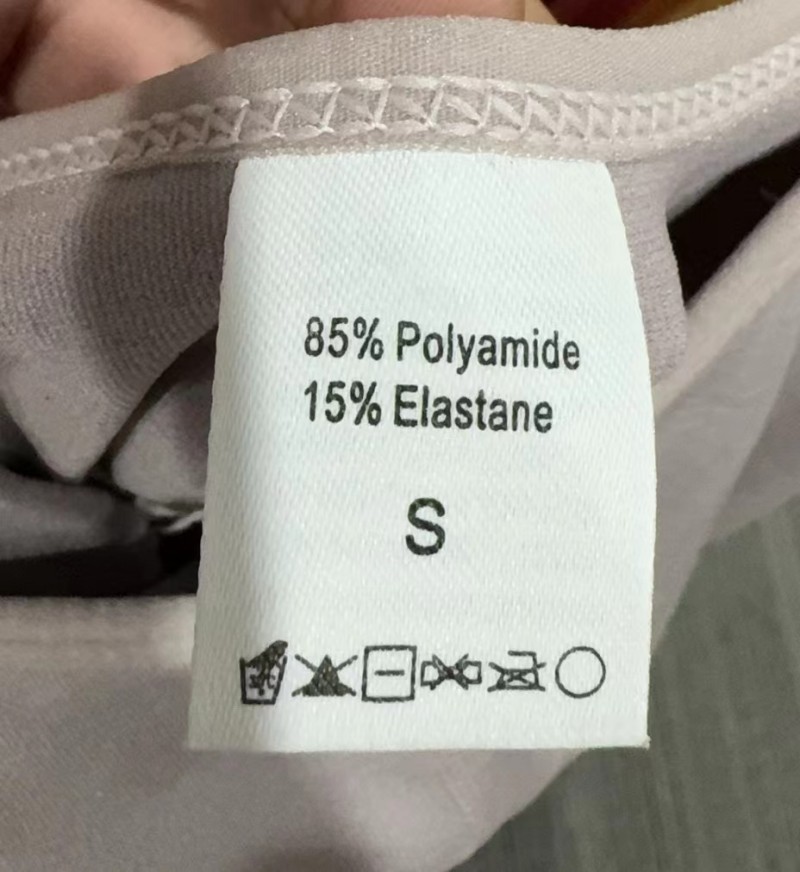 85% Polyamide
15% Elastane
S